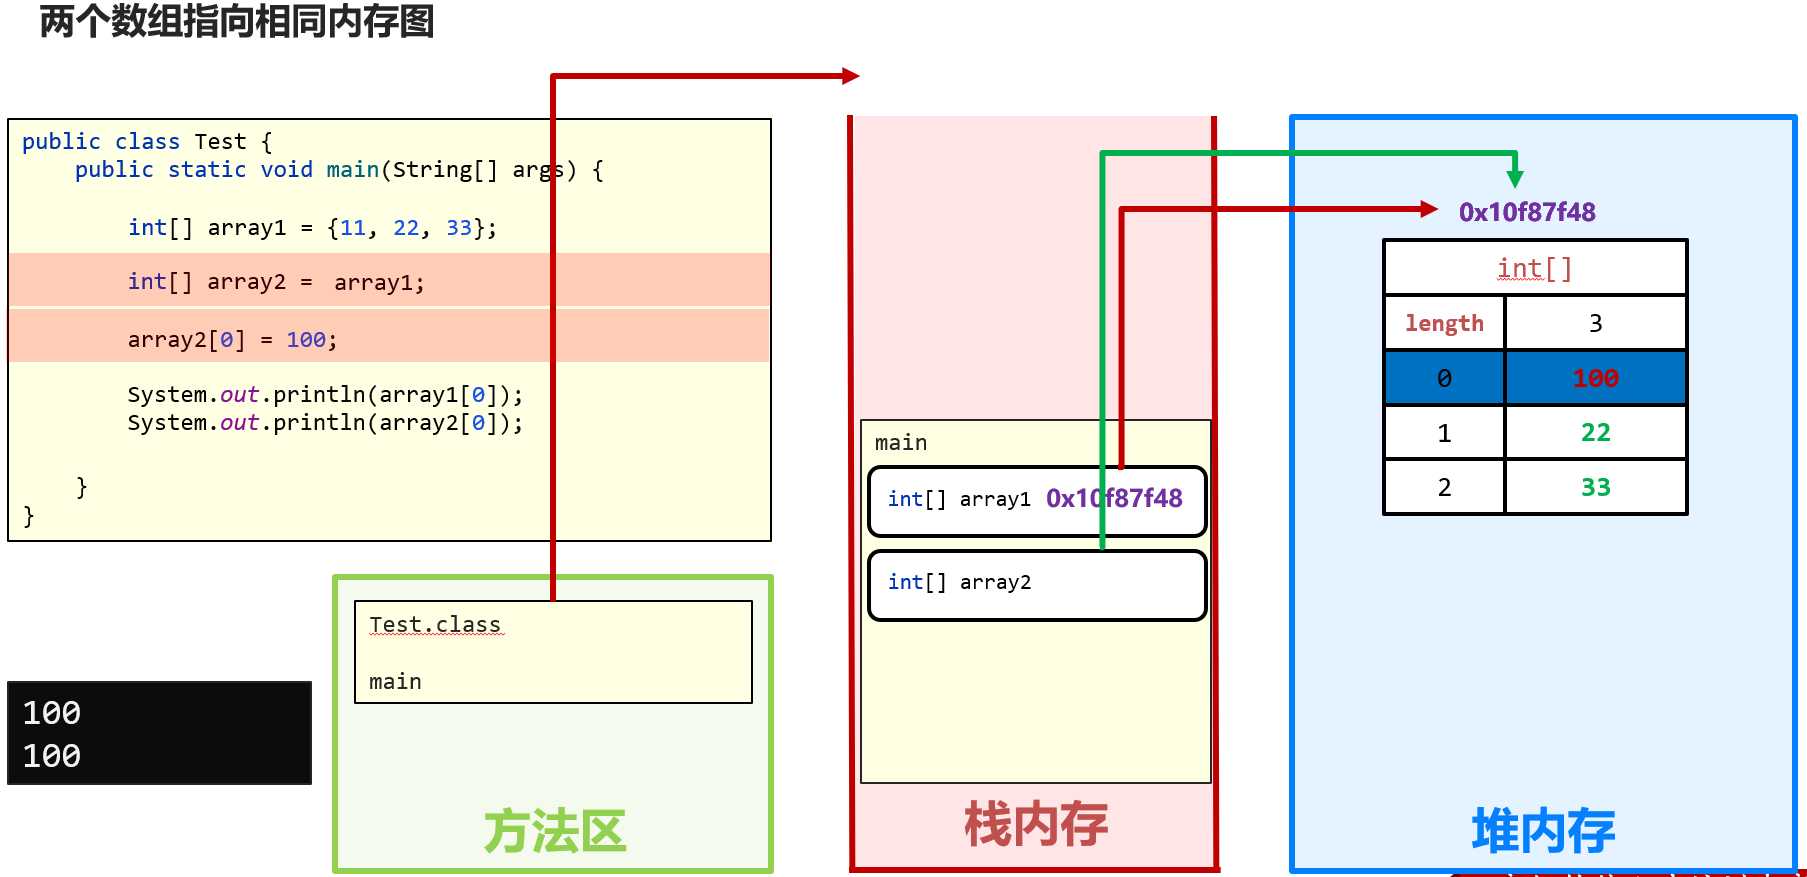 两个数组指向相同内存图
public class Test {
public static void main(String[] args) {
int[] array1 = {11, 22, 33};
int[] array2 = array1;
array2[0] = 100;
System.out.println(array1[0]);
System.out.println(array2[0]);
}
}
100
100
Test.class
main
方法区
main
int[] array1 0x10f87f48
int[] array2
栈内存
0x10f87f48
int[]
length 3
0 100
1 22
2 33
堆内存